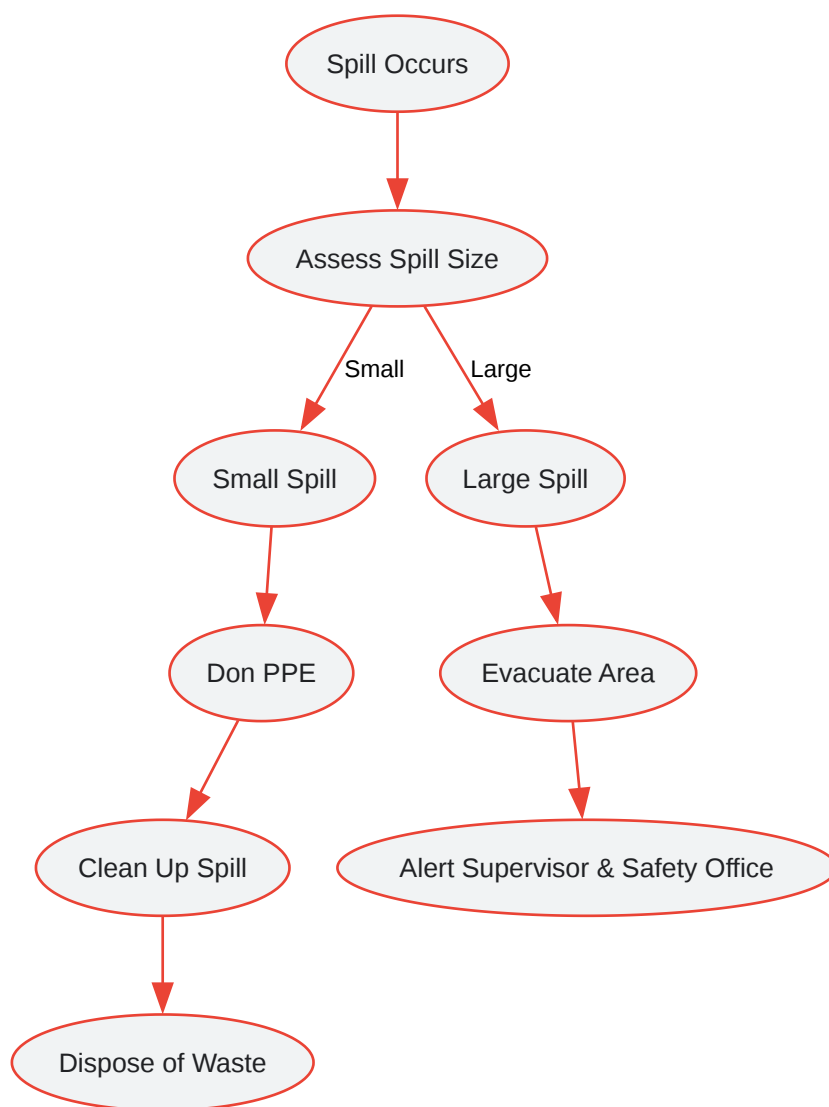 Spill Occurs
Assess Spill Size
Small
Large
Small Spill
Large Spill
Don PPE
Evacuate Area
Clean Up Spill
Alert Supervisor & Safety Office
Dispose of Waste